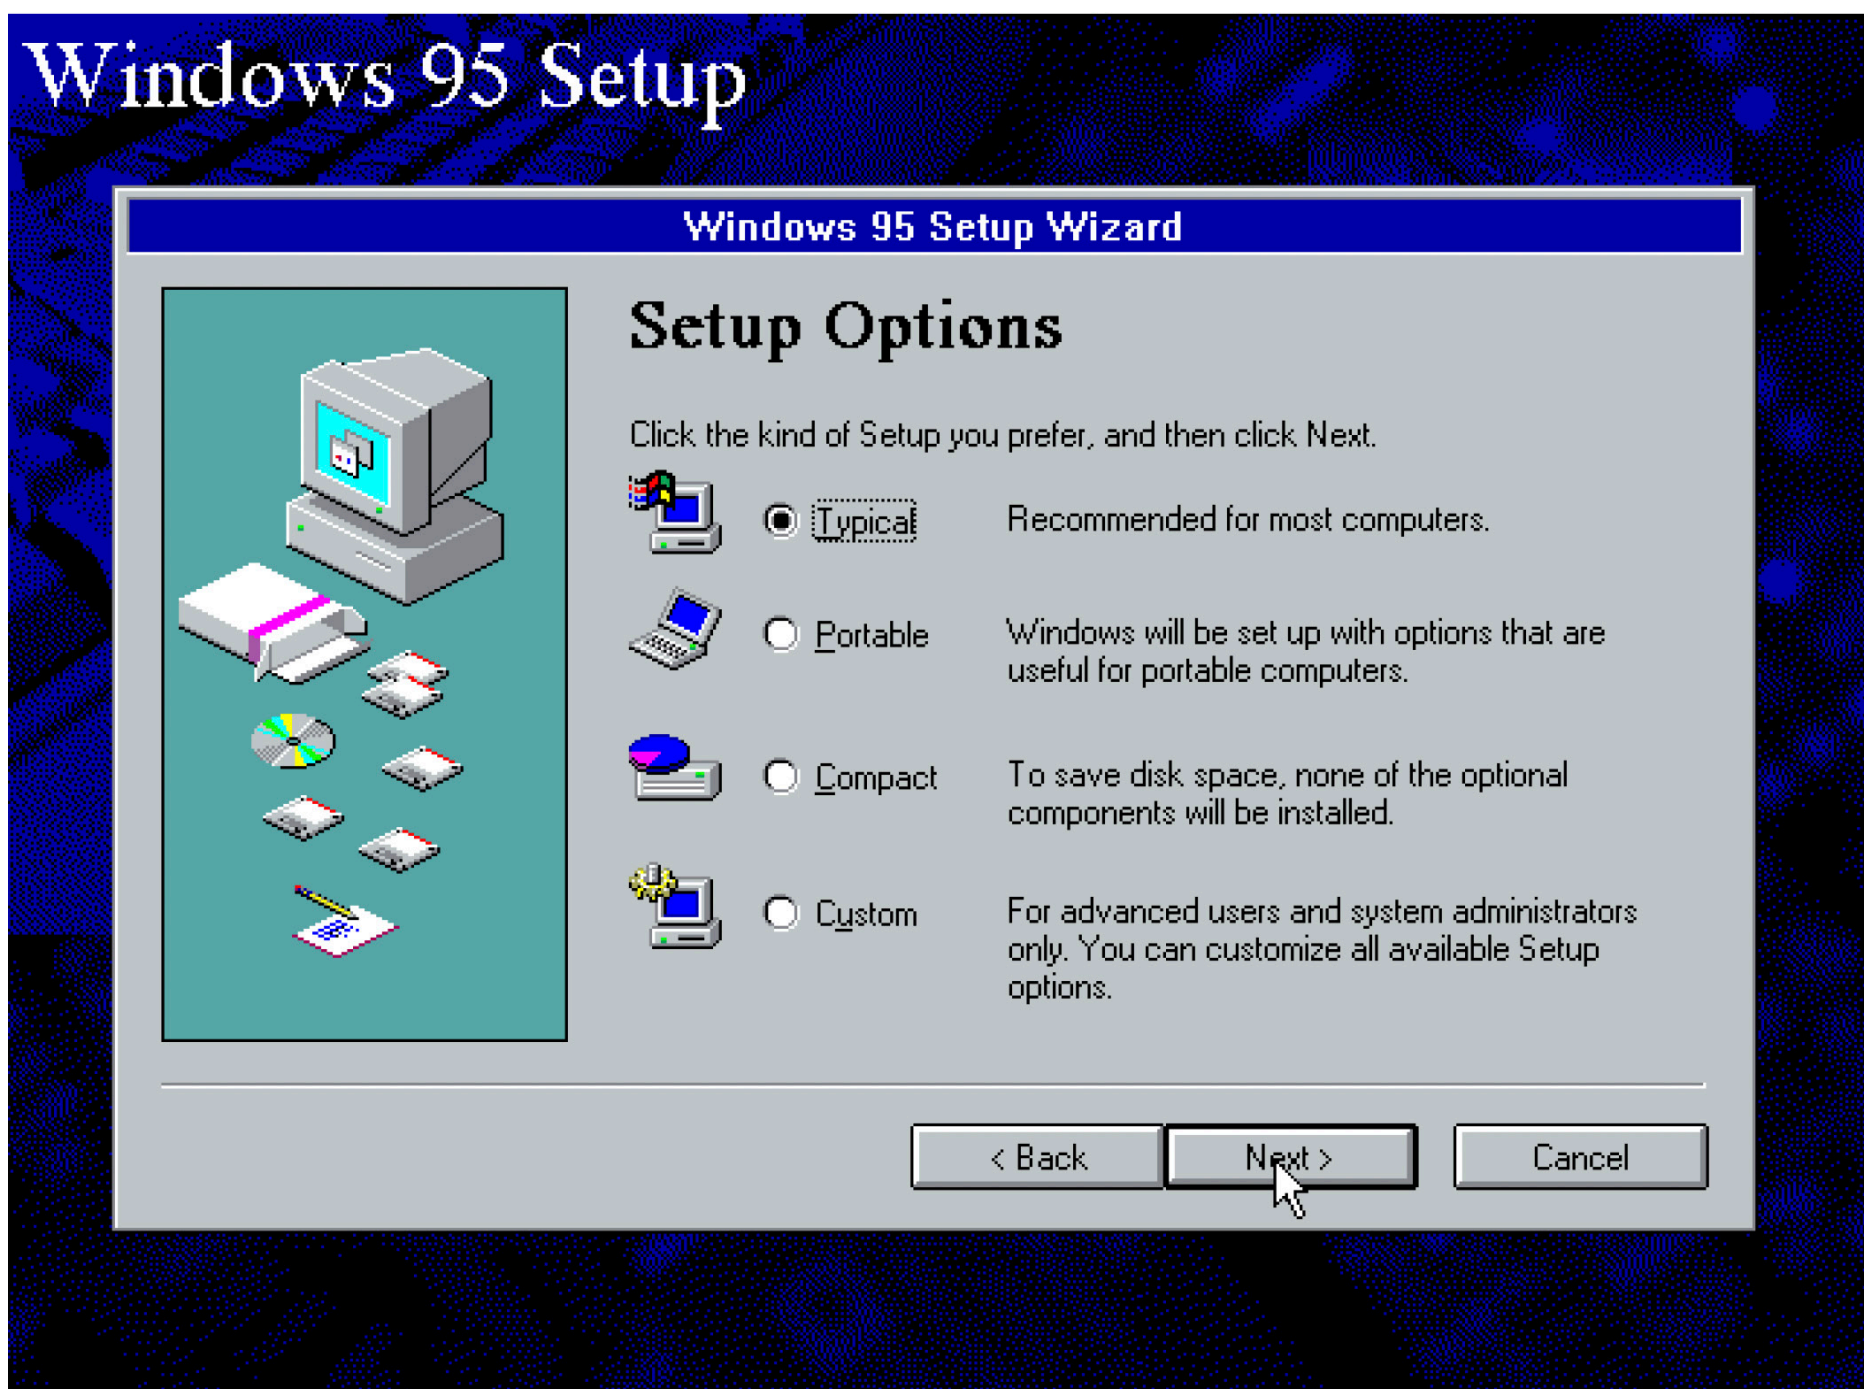 Windows 95 Setup
Windows 95 Setup Wizard
Setup Options
Click the kind of Setup you prefer, and then click Next.
Typical
Recommended for most computers.
Portable
Windows will be set up with options that are
useful for portable computers.
Compact
To save disk space, none of the optional
components will be installed.
Custom
For advanced users and system administrators
only. You can customize all available Setup
options.
< Back
Next >
Cancel